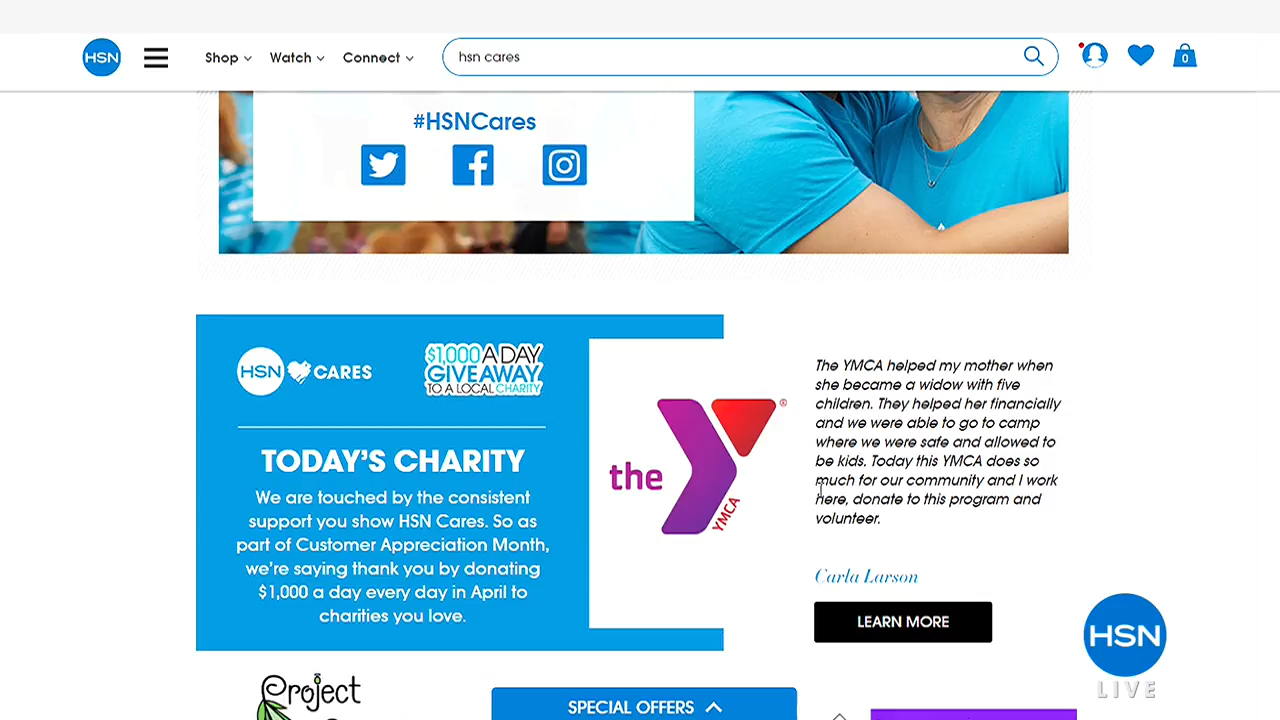 HSN
Shop
Watch
Connect
hsn cares
0
#HSNCares
HSN CARES
$1,000 A DAY
GIVEAWAY
TO A LOCAL CHARITY
TODAY'S CHARITY
We are touched by the consistent
support you show HSN Cares. So as
part of Customer Appreciation Month,
we're saying thank you by donating
$1,000 a day every day in April to
charities you love.
the
YMCA
®
The YMCA helped my mother when
she became a widow with five
children. They helped her financially
and we were able to go to camp
where we were safe and allowed to
be kids. Today this YMCA does so
much for our community and I work
here, donate to this program and
volunteer.
Carla Larson
LEARN MORE
HSN
LIVE
Project
SPECIAL OFFERS